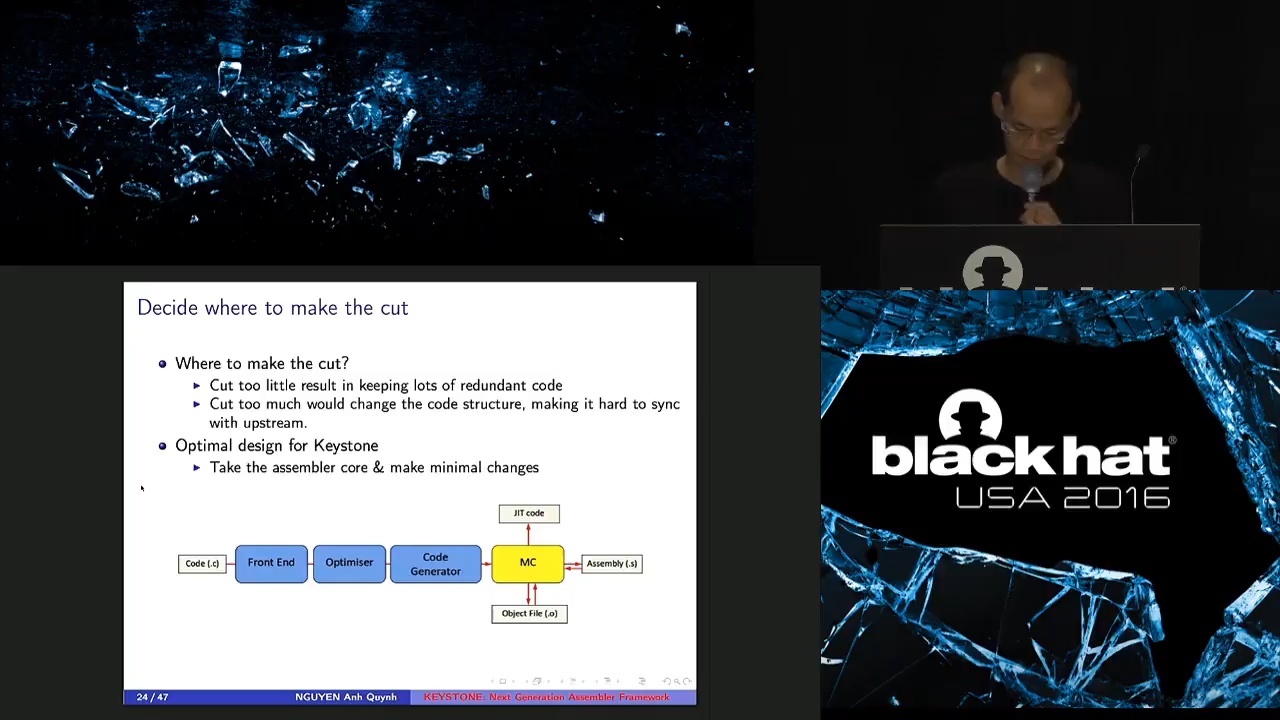 Decide where to make the cut
Where to make the cut?
Cut too little result in keeping lots of redundant code
Cut too much would change the code structure, making it hard to sync
with upstream.
Optimal design for Keystone
Take the assembler core & make minimal changes
JIT code
Code (.c)
Front End
Optimiser
Code
Generator
MC
Assembly (.s)
Object File (.o)
24 / 47
NGUYEN Anh Quynh
KEYSTONE: Next Generation Assembler Framework
black hat®
USA 2016